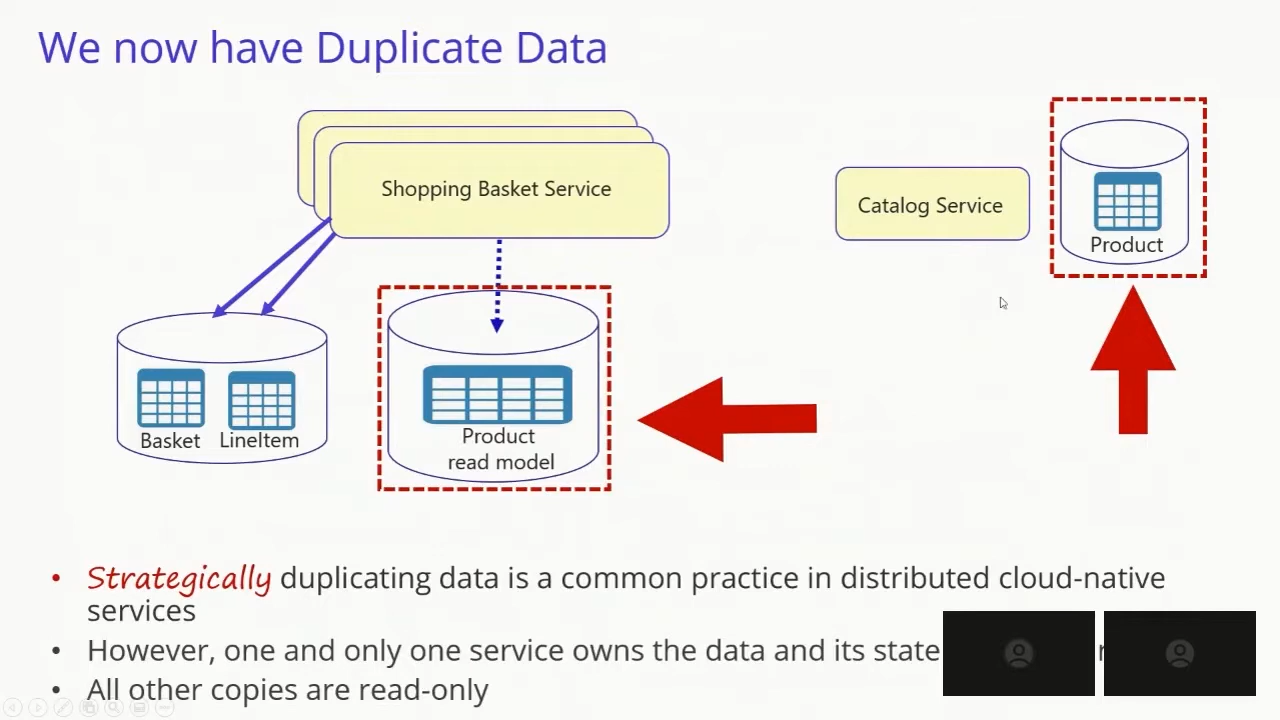 We now have Duplicate Data
Shopping Basket Service
Catalog Service
Product
Basket
LineItem
Product
read model
• Strategically duplicating data is a common practice in distributed cloud-native
services
• However, one and only one service owns the data and its state
• All other copies are read-only